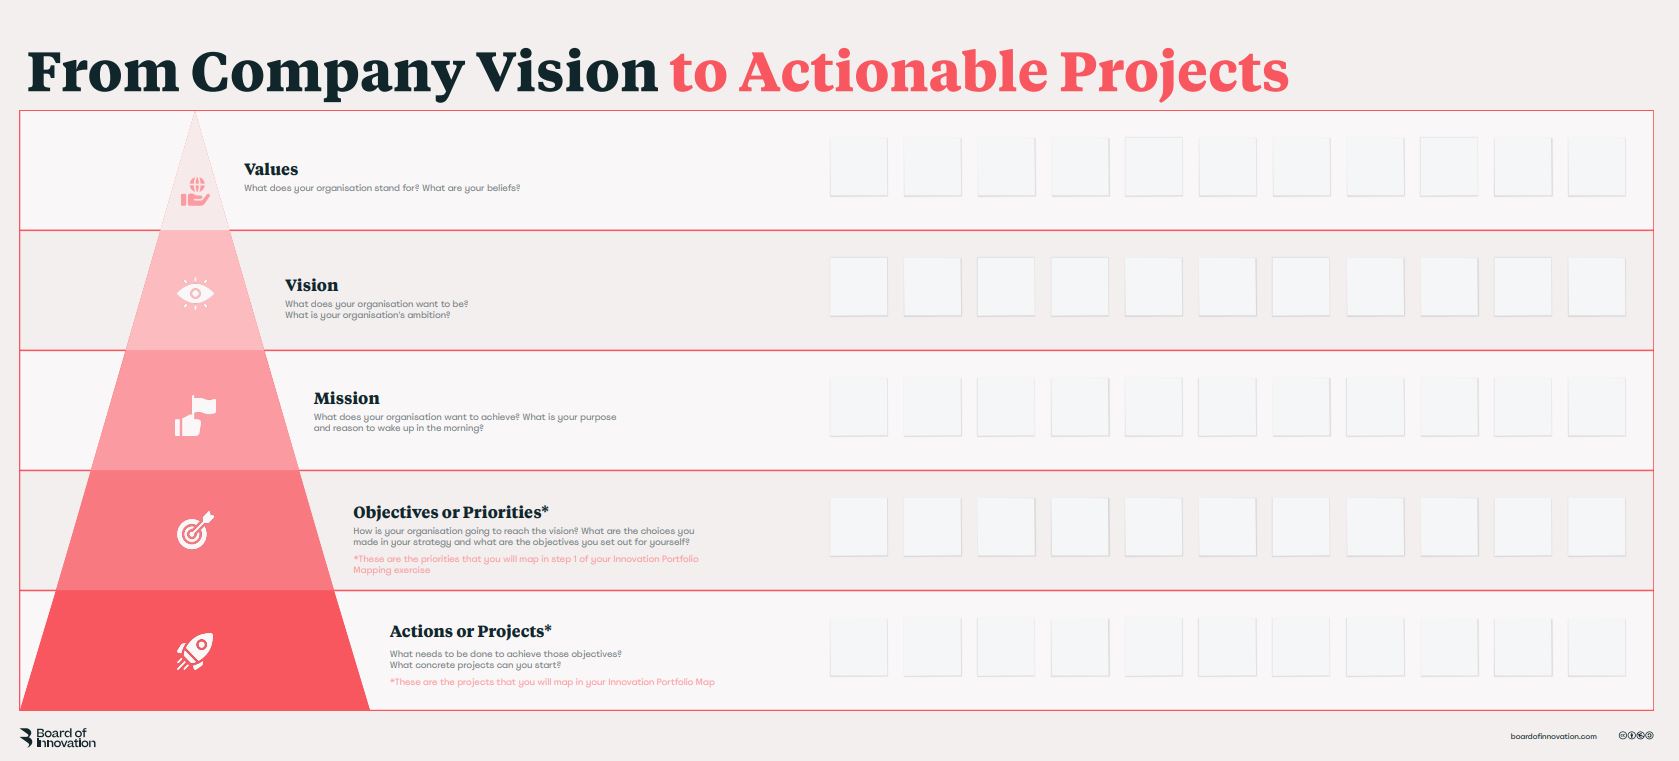 From Company Vision to Actionable Projects
Values
What does your organisation stand for? What are your beliefs?
Vision
What does your organisation want to be?
What is your organisation's ambition?
Mission
What does your organisation want to achieve? What is your purpose
and reason to wake up in the morning?
Objectives or Priorities*
How is your organisation going to reach the vision? What are the choices you
made in your strategy and what are the objectives you set out for yourself?
*These are the priorities that you will map in step 1 of your Innovation Portfolio
Mapping exercise
Actions or Projects*
What needs to be done to achieve those objectives?
What concrete projects can you start?
*These are the projects that you will map in your Innovation Portfolio Map
Board of
Innovation
boardofinnovation.com